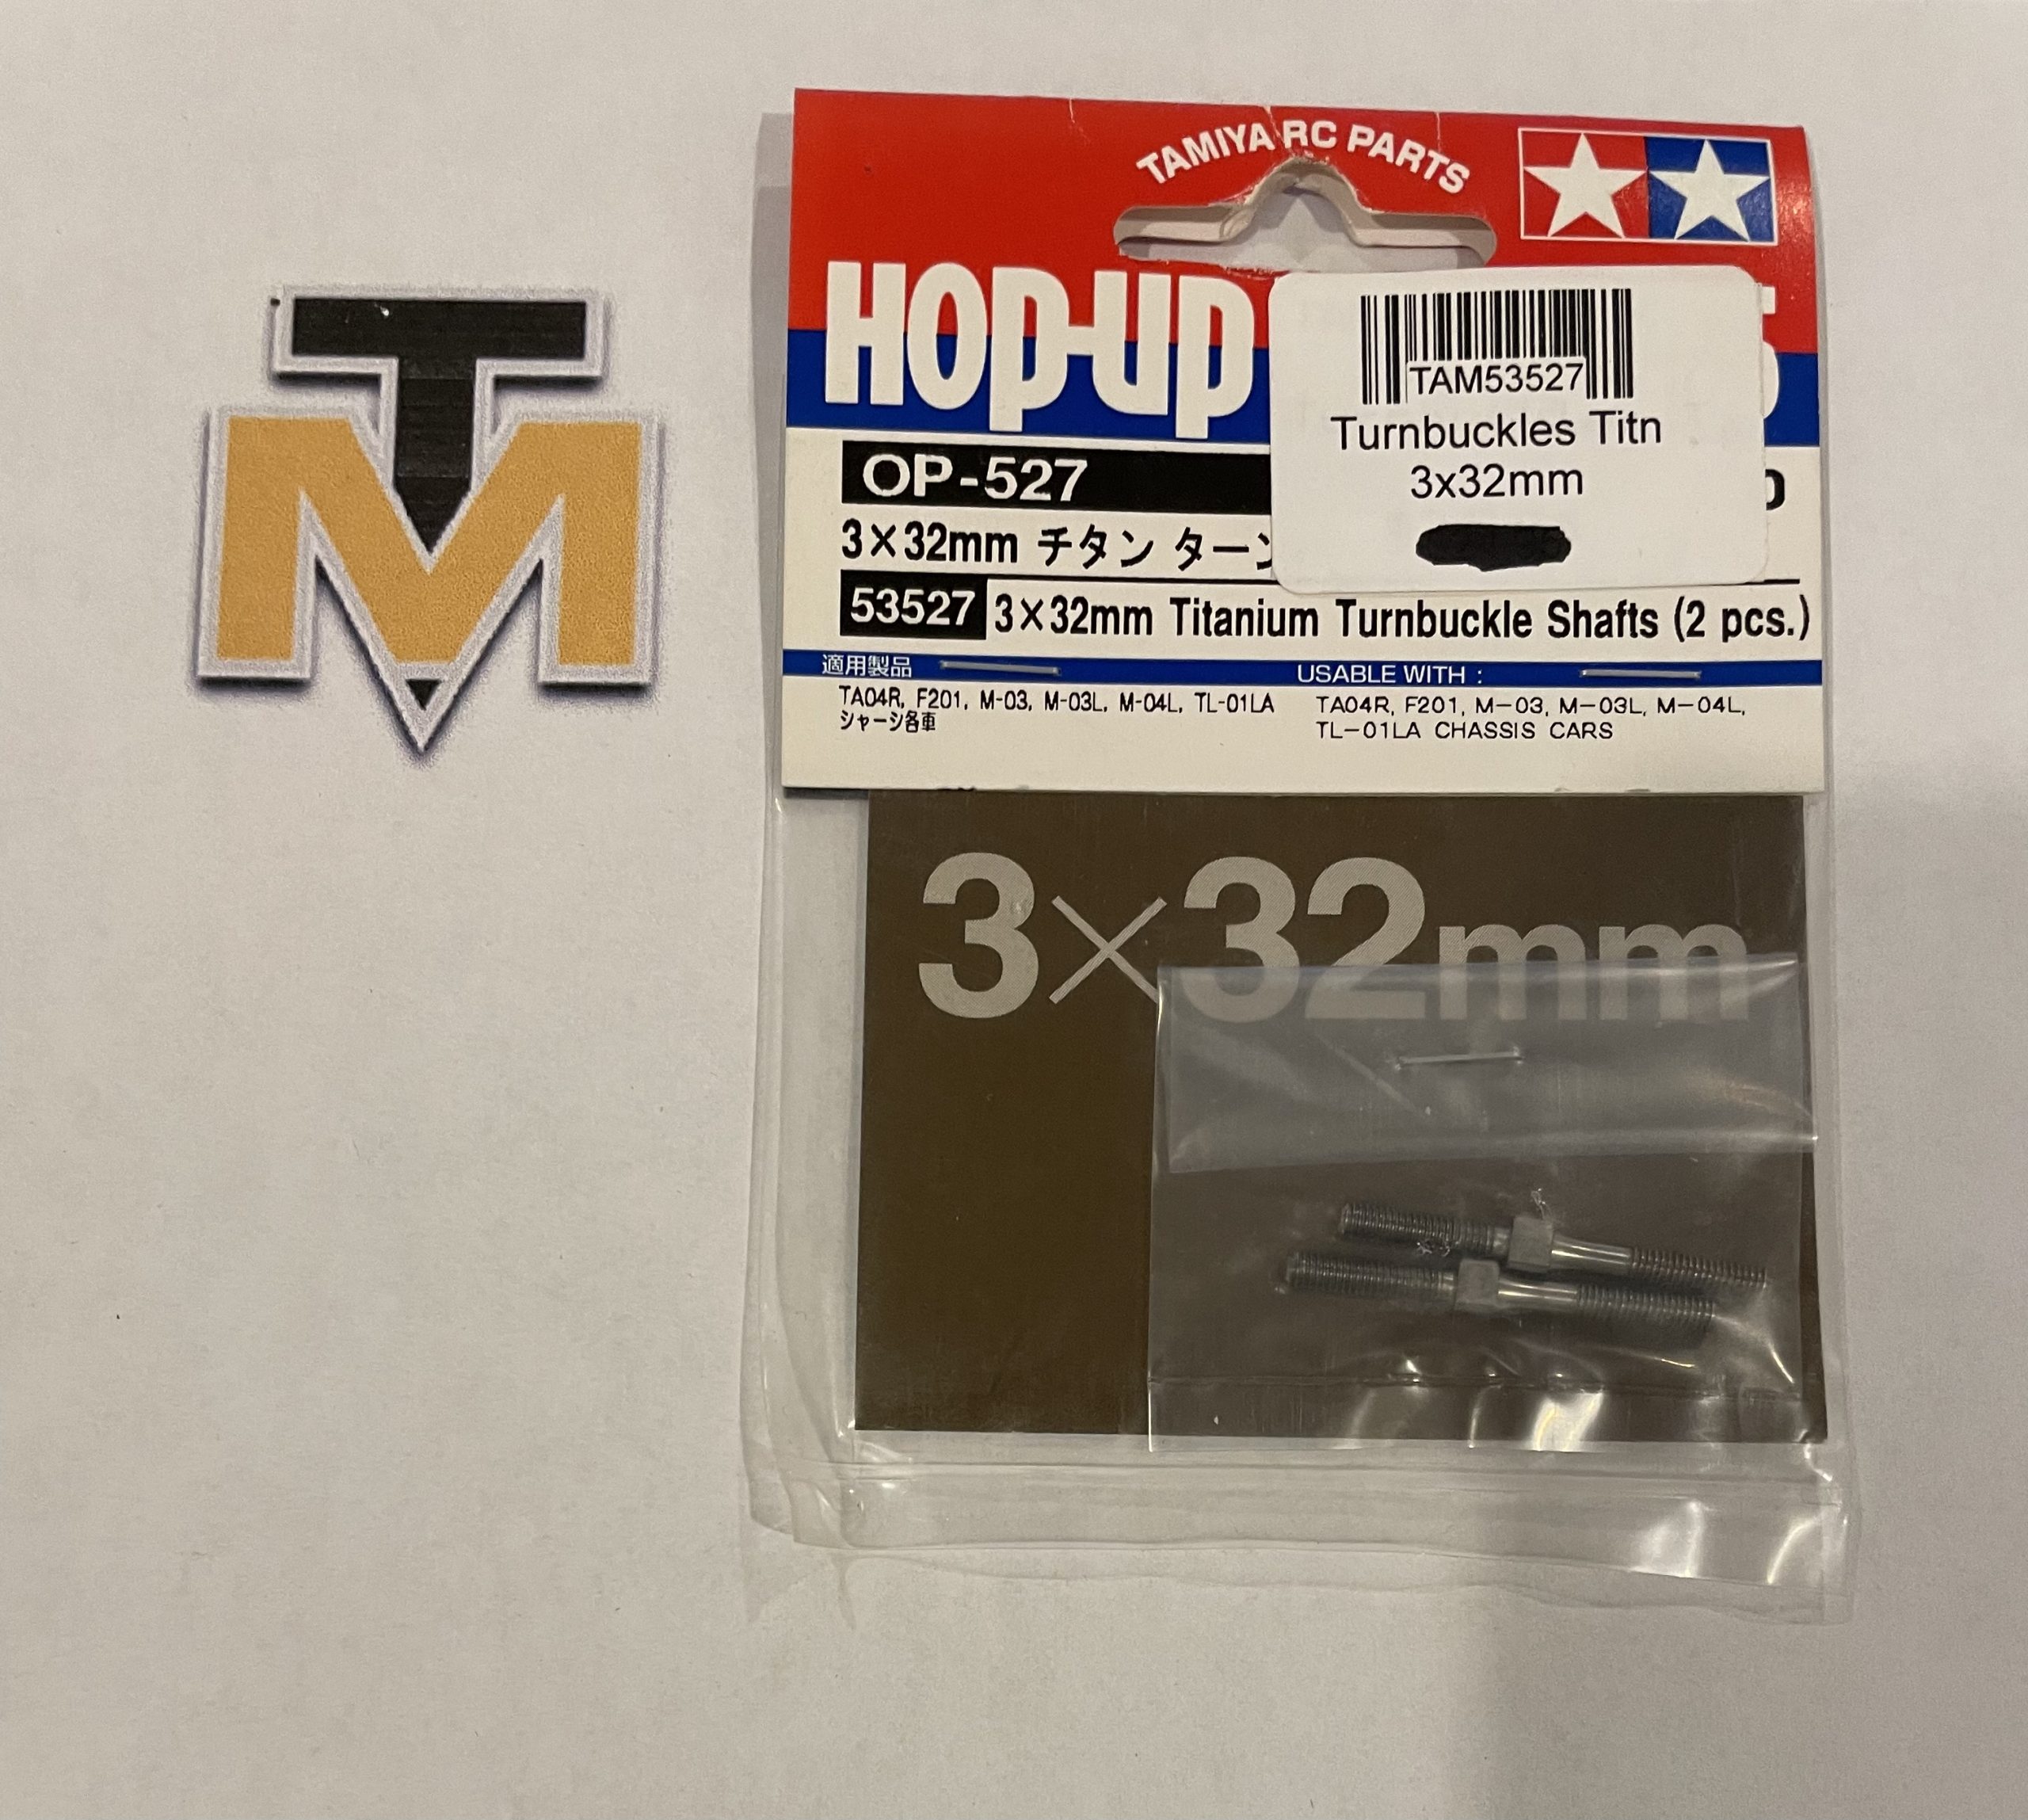 TM
TAMIYA RC PARTS
HOP-UP
TAM53527
Turnbuckles Titn
3x32mm
OP-527
3×32mm チタン ター
53527 3×32mm Titanium Turnbuckle Shafts (2 pcs.)
適用製品
TA04R, F201, M-03, M-03L, M-04L, TL-01LA
シャーシ各車
USABLE WITH :
TA04R, F201, M-03, M-03L, M-04L,
TL-01LA CHASSIS CARS
3×32mm